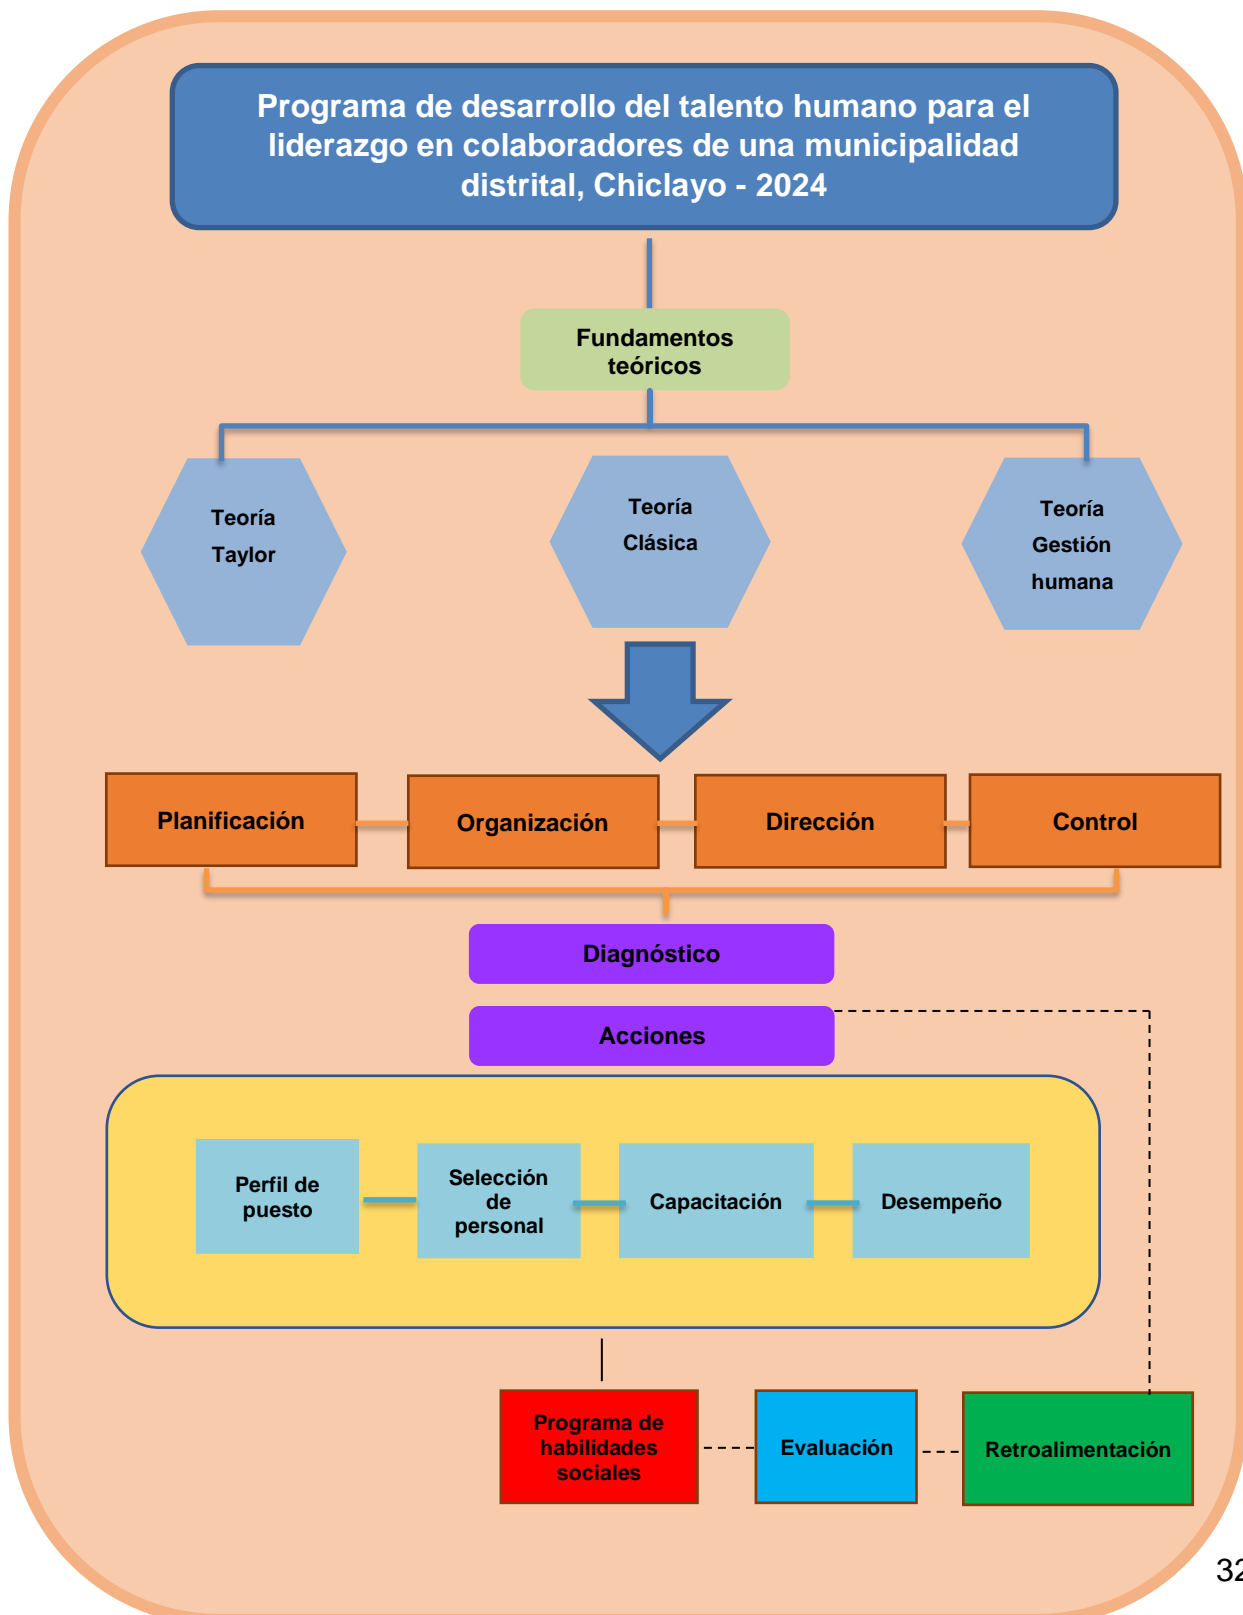 Programa de desarrollo del talento humano para el
liderazgo en colaboradores de una municipalidad
distrital, Chiclayo - 2024
Fundamentos
teóricos
Teoría
Taylor
Teoría
Clásica
Teoría
Gestión
humana
Planificación
Organización
Dirección
Control
Diagnóstico
Acciones
Perfil de
puesto
Selección
de
personal
Capacitación
Desempeño
Programa de
habilidades
sociales
Evaluación
Retroalimentación
32